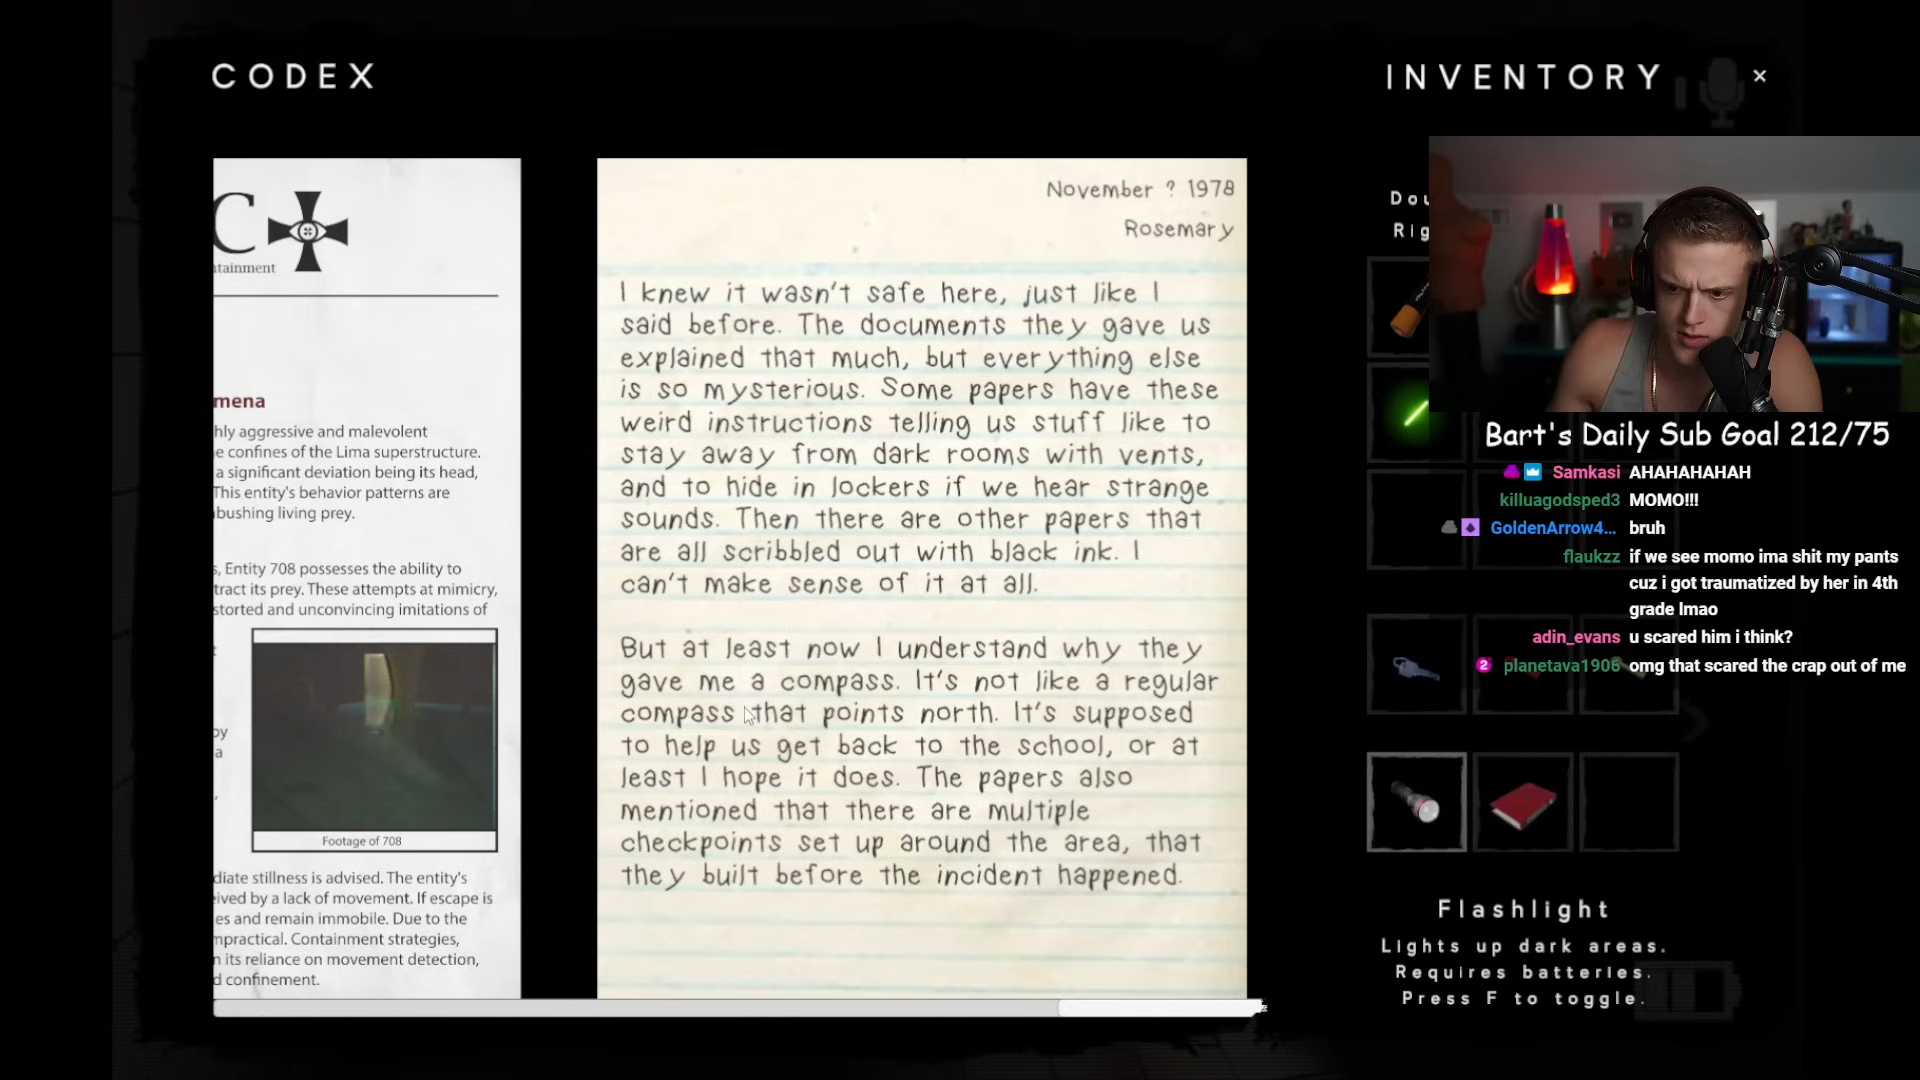 CODEX
INVENTORY
×
C
tainment
mena
hly aggressive and malevolent
e confines of the Lima superstructure.
a significant deviation being its head,
This entity's behavior patterns are
bushing living prey.
s, Entity 708 possesses the ability to
tract its prey. These attempts at mimicry,
storted and unconvincing imitations of
t
by
a
,
Footage of 708
diate stillness is advised. The entity's
eived by a lack of movement. If escape is
es and remain immobile. Due to the
mpractical. Containment strategies,
n its reliance on movement detection,
d confinement.
November ? 1978
Rosemary
I knew it wasn't safe here, just like I
said before. The documents they gave us
explained that much, but everything else
is so mysterious. Some papers have these
weird instructions telling us stuff like to
stay away from dark rooms with vents,
and to hide in lockers if we hear strange
sounds. Then there are other papers that
are all scribbled out with black ink. I
can't make sense of it at all.
But at least now I understand why they
gave me a compass. It's not like a regular
compass that points north. It's supposed
to help us get back to the school, or at
least I hope it does. The papers also
mentioned that there are multiple
checkpoints set up around the area, that
they built before the incident happened.
Dou
Rig
Bart's Daily Sub Goal 212/75
Samkasi AHAHAHAHAH
killuagodsped3 MOMO!!!
GoldenArrow4... bruh
flaukzz if we see momo ima shit my pants
cuz i got traumatized by her in 4th
grade lmao
adin_evans u scared him i think?
2 planetava1906 omg that scared the crap out of me
Flashlight
Lights up dark areas.
Requires batteries.
Press F to toggle.